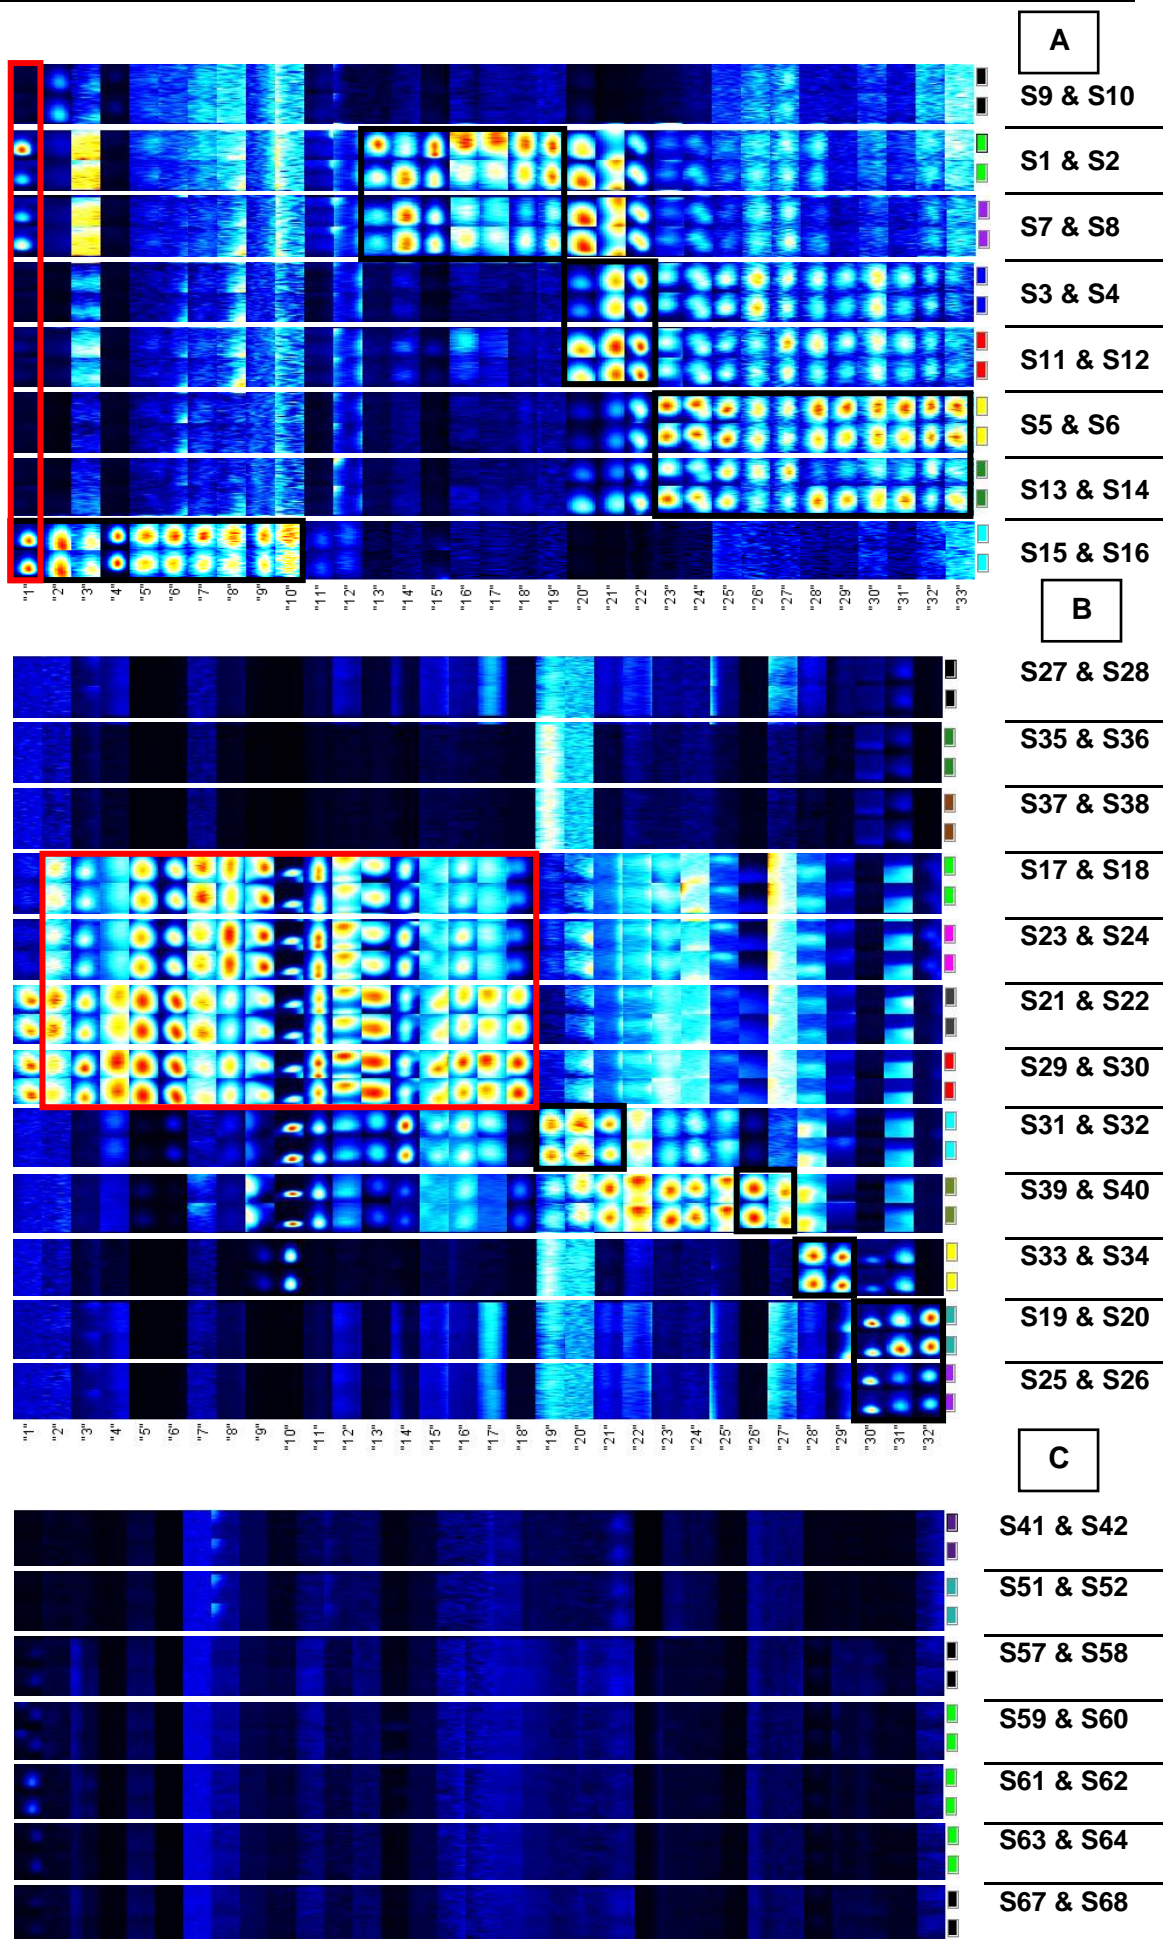 A
S9 & S10
S1 & S2
S7 & S8
S3 & S4
S11 & S12
S5 & S6
S13 & S14
S15 & S16
"1" "2" "3" "4" "5" "6" "7" "8" "9" "10" "11" "12" "13" "14" "15" "16" "17" "18" "19" "20" "21" "22" "23" "24" "25" "26" "27" "28" "29" "30" "31" "32" "33"
B
S27 & S28
S35 & S36
S37 & S38
S17 & S18
S23 & S24
S21 & S22
S29 & S30
S31 & S32
S39 & S40
S33 & S34
S19 & S20
S25 & S26
"1" "2" "3" "4" "5" "6" "7" "8" "9" "10" "11" "12" "13" "14" "15" "16" "17" "18" "19" "20" "21" "22" "23" "24" "25" "26" "27" "28" "29" "30" "31" "32"
C
S41 & S42
S51 & S52
S57 & S58
S59 & S60
S61 & S62
S63 & S64
S67 & S68